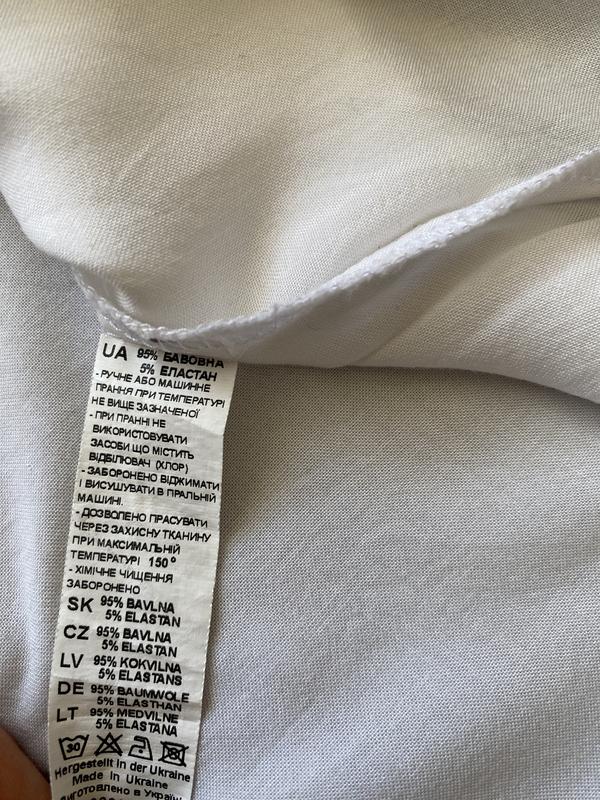 UA 95% БАВОВНА
5% ЕЛАСТАН
- РУЧНЕ АБО МАШИННЕ
ПРАННЯ ПРИ ТЕМПЕРАТУРІ
НЕ ВИЩЕ ЗАЗНАЧЕНОЇ
- ПРИ ПРАННІ НЕ
ВИКОРИСТОВУВАТИ
ЗАСОБИ ЩО МІСТИТЬ
ВІДБІЛЮВАЧ (ХЛОР)
- ЗАБОРОНЕНО ВІДЖИМАТИ
І ВИСУШУВАТИ В ПРАЛЬНІЙ
МАШИНІ.
- ДОЗВОЛЕНО ПРАСУВАТИ
ЧЕРЕЗ ЗАХИСНУ ТКАНИНУ
ПРИ МАКСИМАЛЬНІЙ
ТЕМПЕРАТУРІ 150°
- ХІМІЧНЕ ЧИЩЕННЯ
ЗАБОРОНЕНО
SK 95% BAVLNA
5% ELASTAN
CZ 95% BAVLNA
5% ELASTAN
LV 95% KOKVILNA
5% ELASTANS
DE 95% BAUMWOLE
5% ELASTHAN
LT 95% MEDVILNE
5% ELASTANA
30
Hergestellt in der Ukraine
Made in Ukraine
Виготовлено в Україні